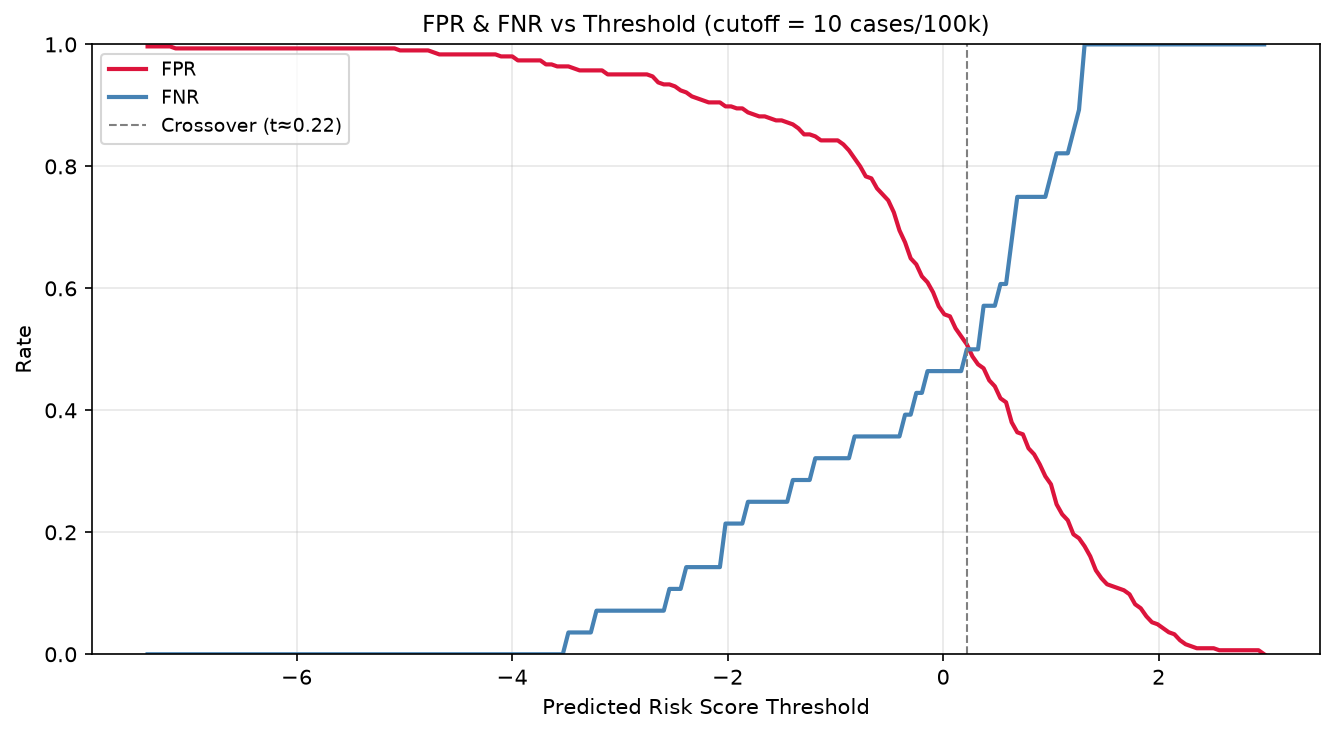 FPR & FNR vs Threshold (cutoff = 10 cases/100k)
FPR
FNR
Crossover (t≈0.22)
Rate
1.0
0.8
0.6
0.4
0.2
0.0
−6
−4
−2
0
2
Predicted Risk Score Threshold